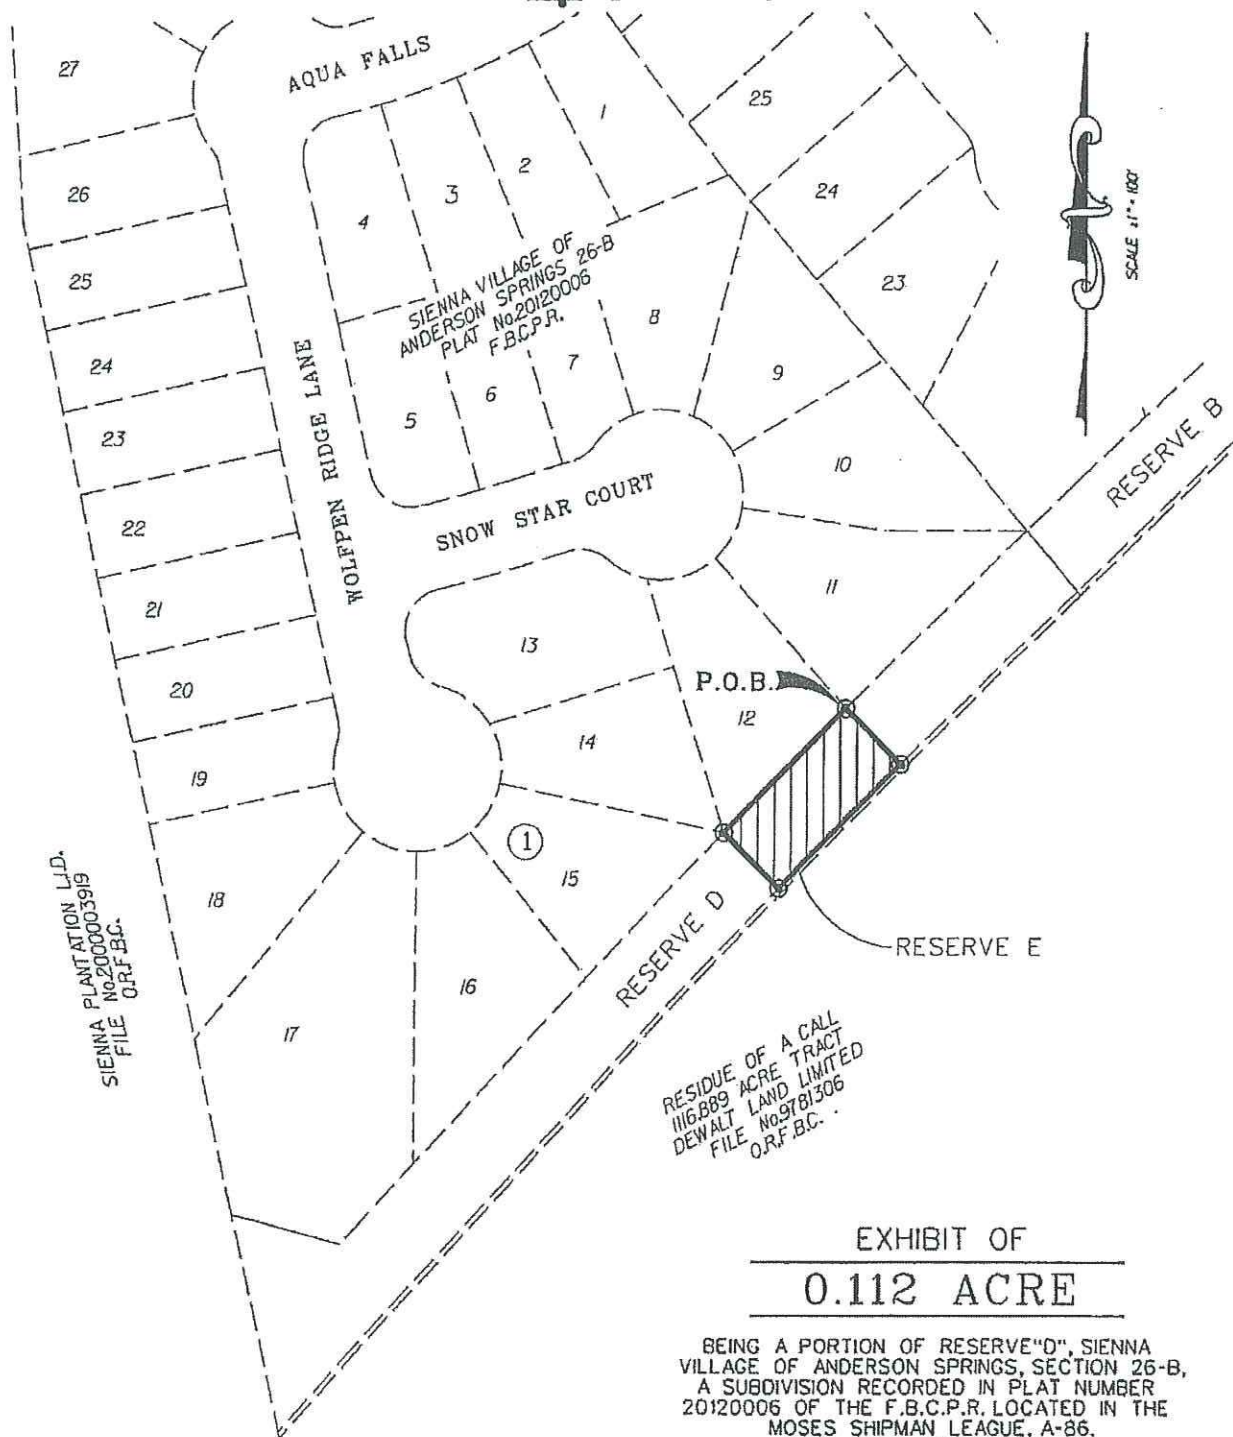 AQUA FALLS
27
26
25
24
23
22
21
20
19
18
17
16
15
14
13
12
11
10
9
8
7
6
5
4
3
2
1
25
24
23
SIENNA VILLAGE OF
ANDERSON SPRINGS 26-B
PLAT No.20120006
F.B.C.P.R.
WOLFPEN RIDGE LANE
SNOW STAR COURT
SCALE 1"=100'
RESERVE B
P.O.B.
1
RESERVE D
RESERVE E
SIENNA PLANTATION LTD.
FILE No.2000003919
O.R.F.B.C.
RESIDUE OF A CALL
1116.889 ACRE TRACT
DEWALT LAND LIMITED
FILE No.9781306
O.R.F.B.C.
EXHIBIT OF
0.112 ACRE
BEING A PORTION OF RESERVE"D", SIENNA
VILLAGE OF ANDERSON SPRINGS, SECTION 26-B,
A SUBDIVISION RECORDED IN PLAT NUMBER
20120006 OF THE F.B.C.P.R. LOCATED IN THE
MOSES SHIPMAN LEAGUE, A-86,